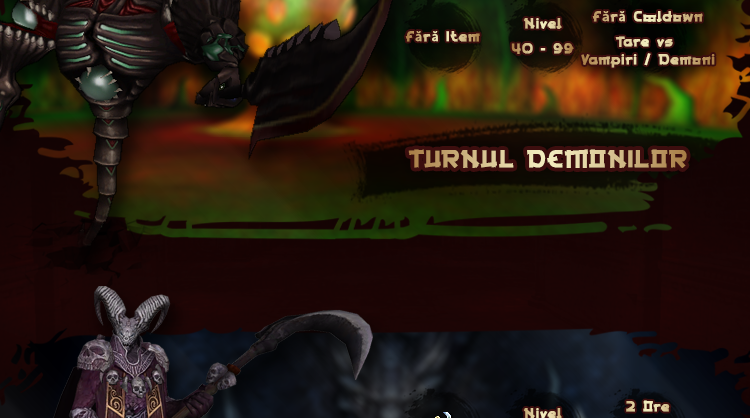 fără Item
Nivel
40 - 99
fără Cooldown
Tare vs
Vampiri / Demoni
TURNUL DEMONILOR
Nivel
2 Ore